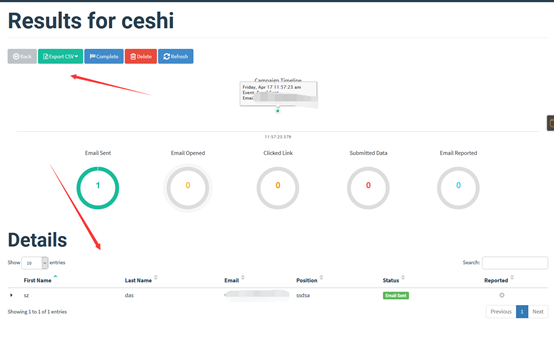 Results for ceshi
Back Export CSV Complete Delete Refresh
Campaign Timeline
Friday, Apr 17 11:57:23 am
Event: Email Sent
Email:
11:57:23.579
Email Sent Email Opened Clicked Link Submitted Data Email Reported
1 0 0 0 0
Details
Show 10 entries Search:
First Name Last Name Email Position Status Reported
sz das ssdsa Email Sent
Showing 1 to 1 of 1 entries
Previous 1 Next